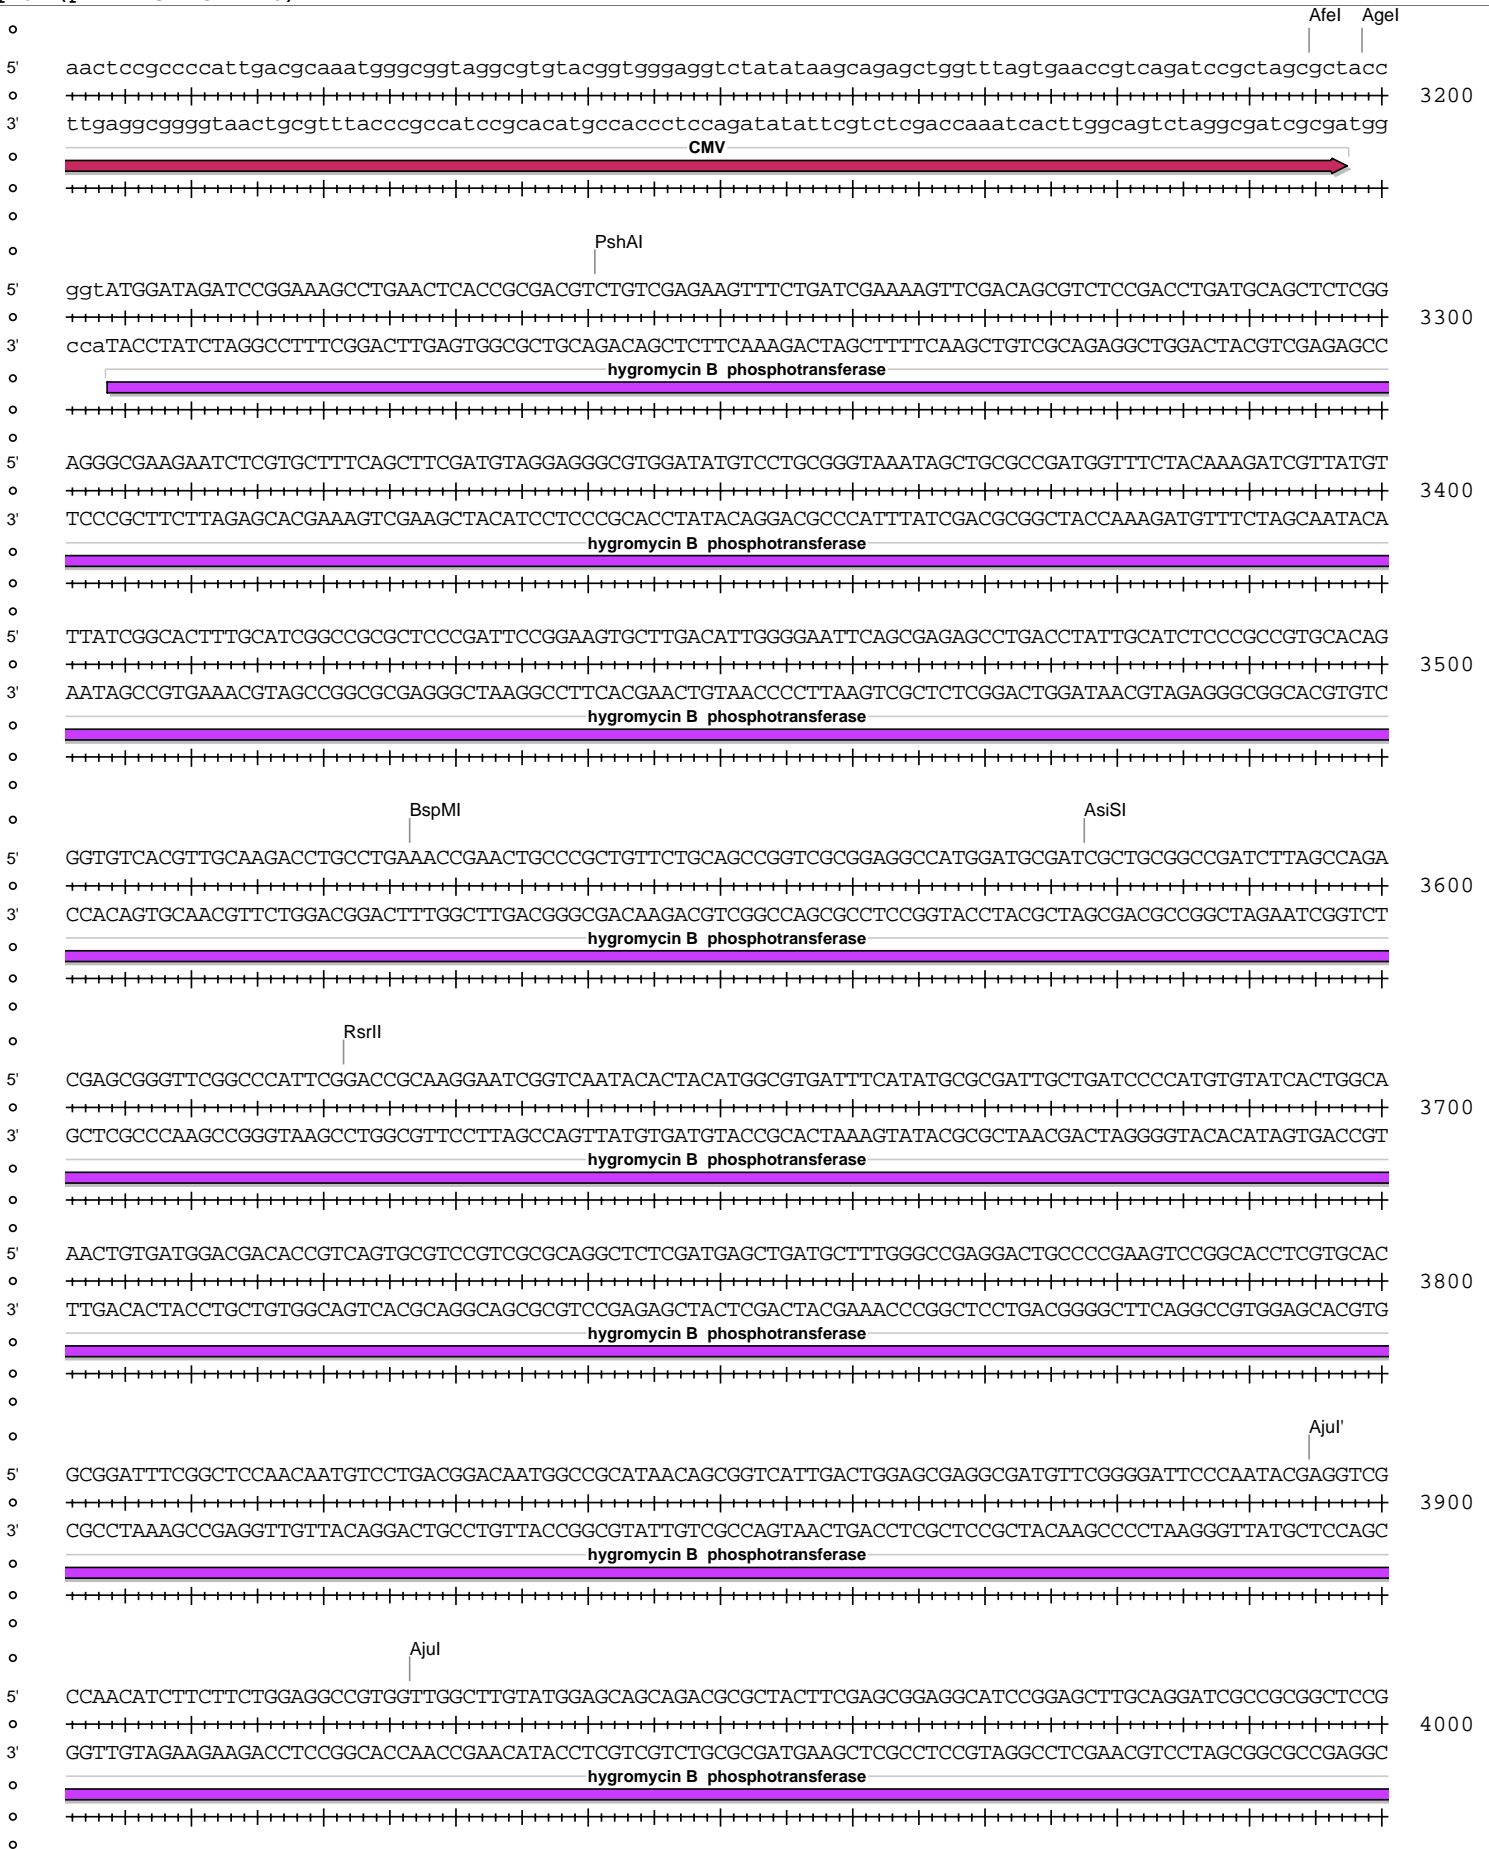 AfeI AgeI
5' aactccgccccattgacgcaaatgggcggtaggcgtgtacggtgggaggtctatataagcagagctggtttagtgaaccgtcagatccgctagcgctacc
3200
3' ttgaggcggggtaactgcgtttacccgccatccgcacatgccaccctccagatatattcgtctcgaccaaatcacttggcagtctaggcgatcgcgatgg
CMV
PshAI
5' ggtATGGATAGATCCGGAAAGCCTGAACTCACCGCGACGTCTGTCGAGAAGTTTCTGATCGAAAAGTTCGACAGCGTCTCCGACCTGATGCAGCTCTCGG
3300
3' ccaTACCTATCTAGGCCTTTCGGACTTGAGTGGCGCTGCAGACAGCTCTTCAAAGACTAGCTTTTCAAGCTGTCGCAGAGGCTGGACTACGTCGAGAGCC
hygromycin B phosphotransferase
5' AGGGCGAAGAATCTCGTGCTTTCAGCTTCGATGTAGGAGGGCGTGGATATGTCCTGCGGGTAAATAGCTGCGCCGATGGTTTCTACAAAGATCGTTATGT
3400
3' TCCCGCTTCTTAGAGCACGAAAGTCGAAGCTACATCCTCCCGCACCTATACAGGACGCCCATTTATCGACGCGGCTACCAAAGATGTTTCTAGCAATACA
hygromycin B phosphotransferase
5' TTATCGGCACTTTGCATCGGCCGCGCTCCCGATTCCGGAAGTGCTTGACATTGGGGAATTCAGCGAGAGCCTGACCTATTGCATCTCCCGCCGTGCACAG
3500
3' AATAGCCGTGAAACGTAGCCGGCGCGAGGGCTAAGGCCTTCACGAACTGTAACCCCTTAAGTCGCTCTCGGACTGGATAACGTAGAGGGCGGCACGTGTC
hygromycin B phosphotransferase
BspMI AsiSI
5' GGTGTCACGTTGCAAGACCTGCCTGAAACCGAACTGCCCGCTGTTCTGCAGCCGGTCGCGGAGGCCATGGATGCGATCGCTGCGGCCGATCTTAGCCAGA
3600
3' CCACAGTGCAACGTTCTGGACGGACTTTGGCTTGACGGGCGACAAGACGTCGGCCAGCGCCTCCGGTACCTACGCTAGCGACGCCGGCTAGAATCGGTCT
hygromycin B phosphotransferase
RsrII
5' CGAGCGGGTTCGGCCCATTCGGACCGCAAGGAATCGGTCAATACACTACATGGCGTGATTTCATATGCGCGATTGCTGATCCCCATGTGTATCACTGGCA
3700
3' GCTCGCCCAAGCCGGGTAAGCCTGGCGTTCCTTAGCCAGTTATGTGATGTACCGCACTAAAGTATACGCGCTAACGACTAGGGGTACACATAGTGACCGT
hygromycin B phosphotransferase
5' AACTGTGATGGACGACACCGTCAGTGCGTCCGTCGCGCAGGCTCTCGATGAGCTGATGCTTTGGGCCGAGGACTGCCCCGAAGTCCGGCACCTCGTGCAC
3800
3' TTGACACTACCTGCTGTGGCAGTCACGCAGGCAGCGCGTCCGAGAGCTACTCGACTACGAAACCCGGCTCCTGACGGGGCTTCAGGCCGTGGAGCACGTG
hygromycin B phosphotransferase
AjuI'
5' GCGGATTTCGGCTCCAACAATGTCCTGACGGACAATGGCCGCATAACAGCGGTCATTGACTGGAGCGAGGCGATGTTCGGGGATTCCCAATACGAGGTCG
3900
3' CGCCTAAAGCCGAGGTTGTTACAGGACTGCCTGTTACCGGCGTATTGTCGCCAGTAACTGACCTCGCTCCGCTACAAGCCCCTAAGGGTTATGCTCCAGC
hygromycin B phosphotransferase
AjuI
5' CCAACATCTTCTTCTGGAGGCCGTGGTTGGCTTGTATGGAGCAGCAGACGCGCTACTTCGAGCGGAGGCATCCGGAGCTTGCAGGATCGCCGCGGCTCCG
4000
3' GGTTGTAGAAGAAGACCTCCGGCACCAACCGAACATACCTCGTCGTCTGCGCGATGAAGCTCGCCTCCGTAGGCCTCGAACGTCCTAGCGGCGCCGAGGC
hygromycin B phosphotransferase